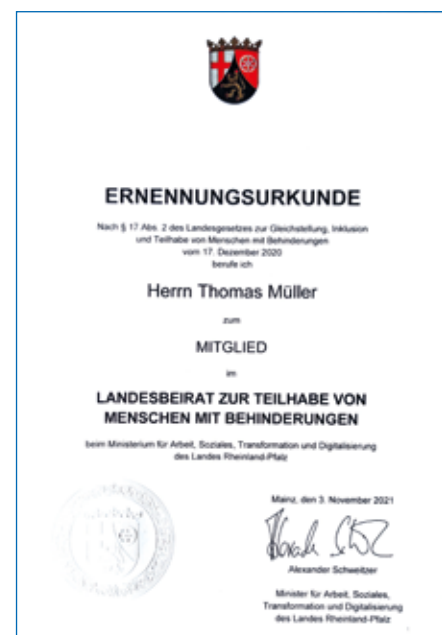 ERNENNUNGSURKUNDE
Nach § 17 Abs. 2 des Landesgesetzes zur Gleichstellung, Inklusion
und Teilhabe von Menschen mit Behinderungen
vom 17. Dezember 2020
berufe ich
Herrn Thomas Müller
zum
MITGLIED
im
LANDESBEIRAT ZUR TEILHABE VON
MENSCHEN MIT BEHINDERUNGEN
beim Ministerium für Arbeit, Soziales, Transformation und Digitalisierung
des Landes Rheinland-Pfalz
Mainz, den 3. November 2021
Alexander Schweitzer
Minister für Arbeit, Soziales,
Transformation und Digitalisierung
des Landes Rheinland-Pfalz